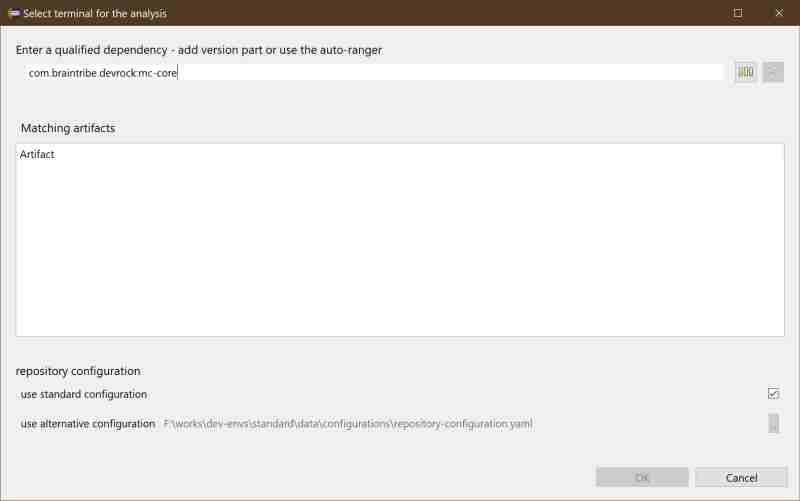 Select terminal for the analysis
Enter a qualified dependency - add version part or use the auto-ranger
com.braintribe.devrock:mc-core
Matching artifacts
Artifact
repository configuration
use standard configuration
use alternative configuration F:\works\dev-envs\standard\data\configurations\repository-configuration.yaml
OK Cancel